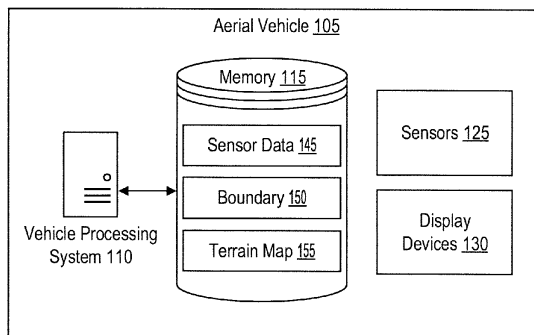 Aerial Vehicle 105
Memory 115
Sensor Data 145
Boundary 150
Terrain Map 155
Vehicle Processing
System 110
Sensors 125
Display
Devices 130